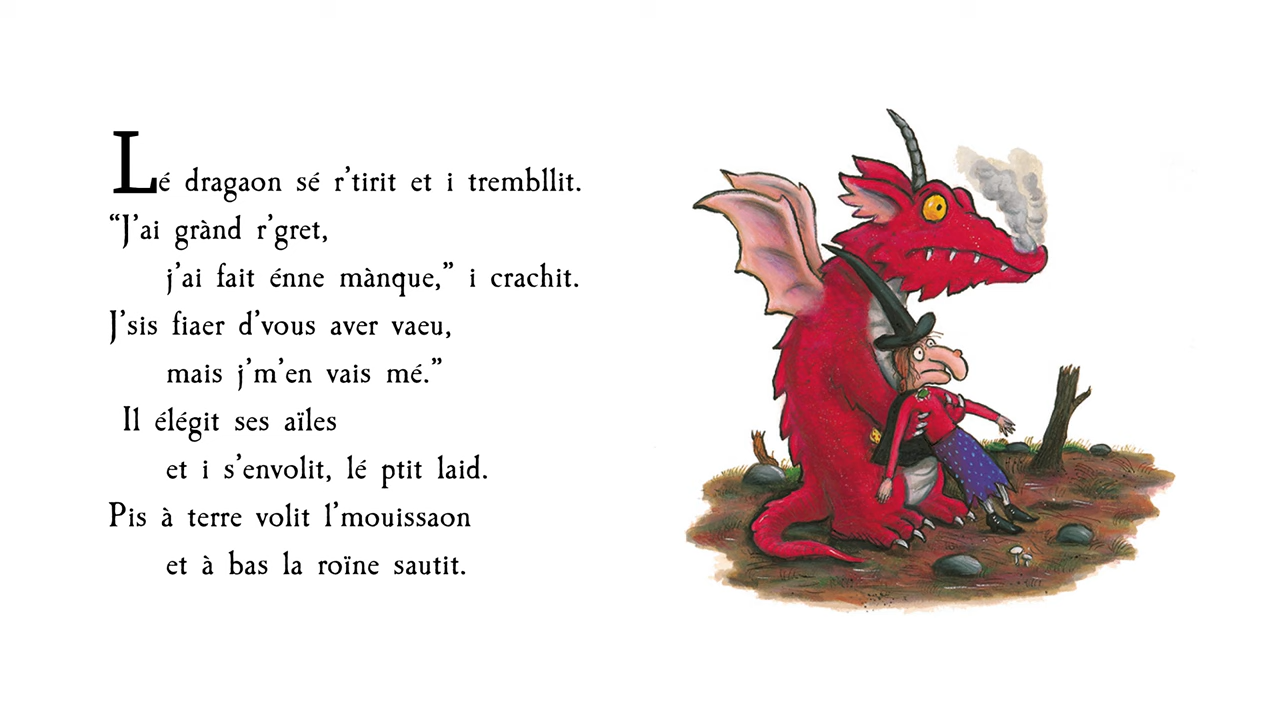 Lé dragaon sé r’tirit et i trembllit.
“J’ai grànd r’gret,
j’ai fait énne mànque,” i crachit.
J’sis fiaer d’vous aver vaeu,
mais j’m’en vais mé.”
Il élégit ses aïles
et i s’envolit, lé ptit laid.
Pis à terre volit l’mouissaon
et à bas la roïne sautit.